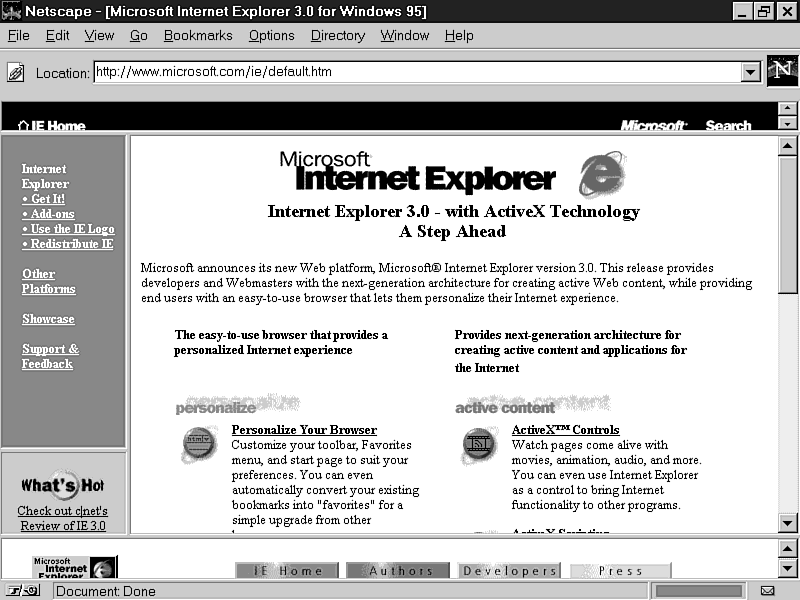 Netscape - [Microsoft Internet Explorer 3.0 for Windows 95]
File Edit View Go Bookmarks Options Directory Window Help
Location: http://www.microsoft.com/ie/default.htm
N
IE Home Microsoft Search
Internet
Explorer
• Get It!
• Add-ons
• Use the IE Logo
• Redistribute IE
Other
Platforms
Showcase
Support &
Feedback
What's Hot
Check out c|net's
Review of IE 3.0
Microsoft
Internet Explorer
Internet Explorer 3.0 - with ActiveX Technology
A Step Ahead
Microsoft announces its new Web platform, Microsoft® Internet Explorer version 3.0. This release provides
developers and Webmasters with the next-generation architecture for creating active Web content, while providing
end users with an easy-to-use browser that lets them personalize their Internet experience.
The easy-to-use browser that provides a
personalized Internet experience
personalize
Personalize Your Browser
Customize your toolbar, Favorites
menu, and start page to suit your
preferences. You can even
automatically convert your existing
bookmarks into "favorites" for a
simple upgrade from other
Provides next-generation architecture for
creating active content and applications for
the Internet
active content
ActiveX™ Controls
Watch pages come alive with
movies, animation, audio, and more.
You can even use Internet Explorer
as a control to bring Internet
functionality to other programs.
ActiveX Scripting
Microsoft
Internet
Explorer
IE Home Authors Developers Press
Document: Done